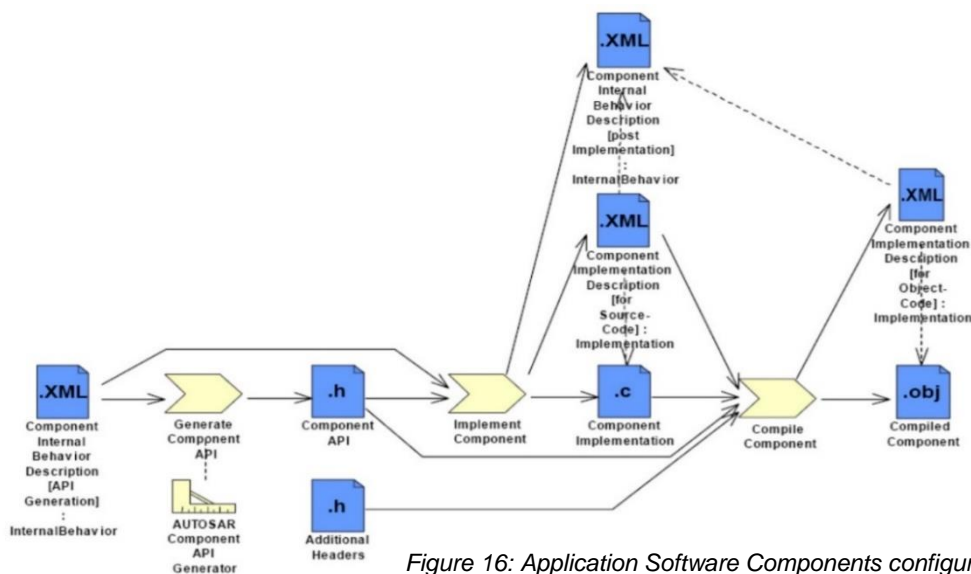 .XML
Component
Internal
Behavior
Description
[post
Implementation]
:
InternalBehavior
.XML
Component
Implementation
Description
[for
Source-
Code] :
Implementation
.XML
Component
Implementation
Description
[for
Object-
Code] :
Implementation
.XML
Component
Internal
Behavior
Description
[API
Generation]
:
InternalBehavior
Generate
Component
API
.h
Component
API
Implement
Component
.c
Component
Implementation
Compile
Component
.obj
Compiled
Component
AUTOSAR
Component
API
Generator
.h
Additional
Headers
Figure 16: Application Software Components configur